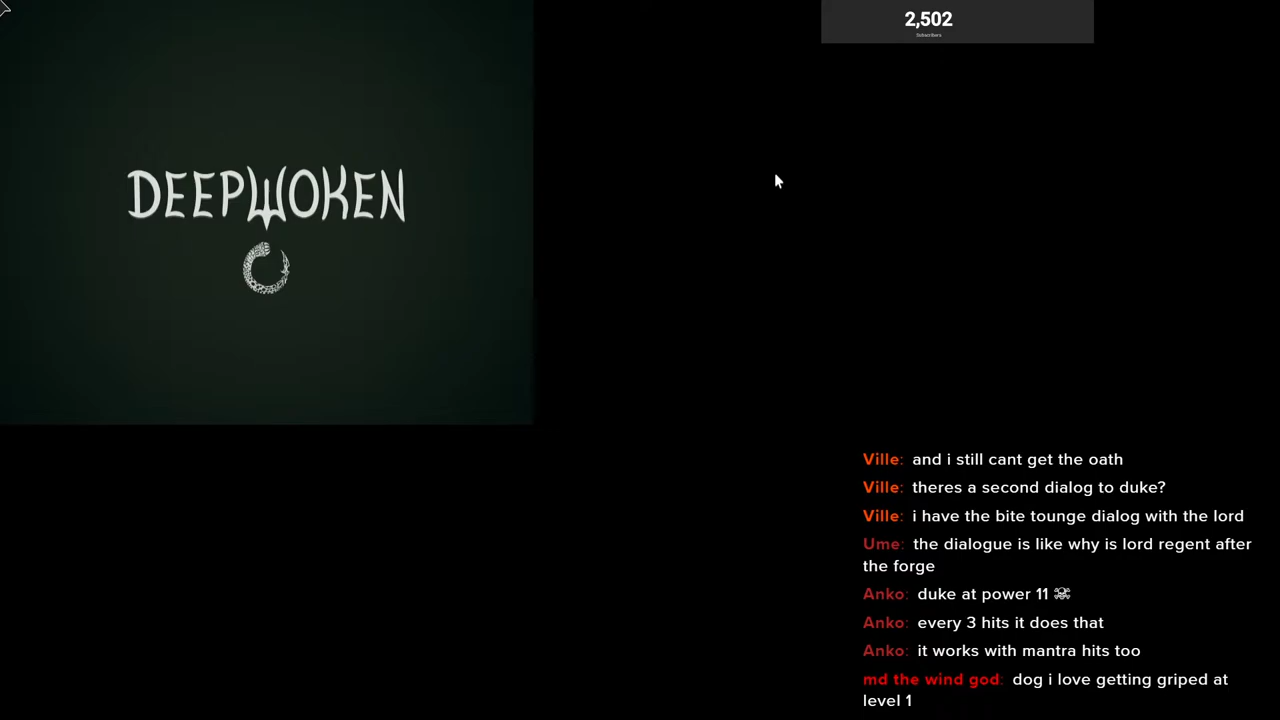 2,502
Subscribers
DEEPWOKEN
Ville: and i still cant get the oath
Ville: theres a second dialog to duke?
Ville: i have the bite tounge dialog with the lord
Ume: the dialogue is like why is lord regent after
the forge
Anko: duke at power 11 ☠
Anko: every 3 hits it does that
Anko: it works with mantra hits too
md the wind god: dog i love getting griped at
level 1